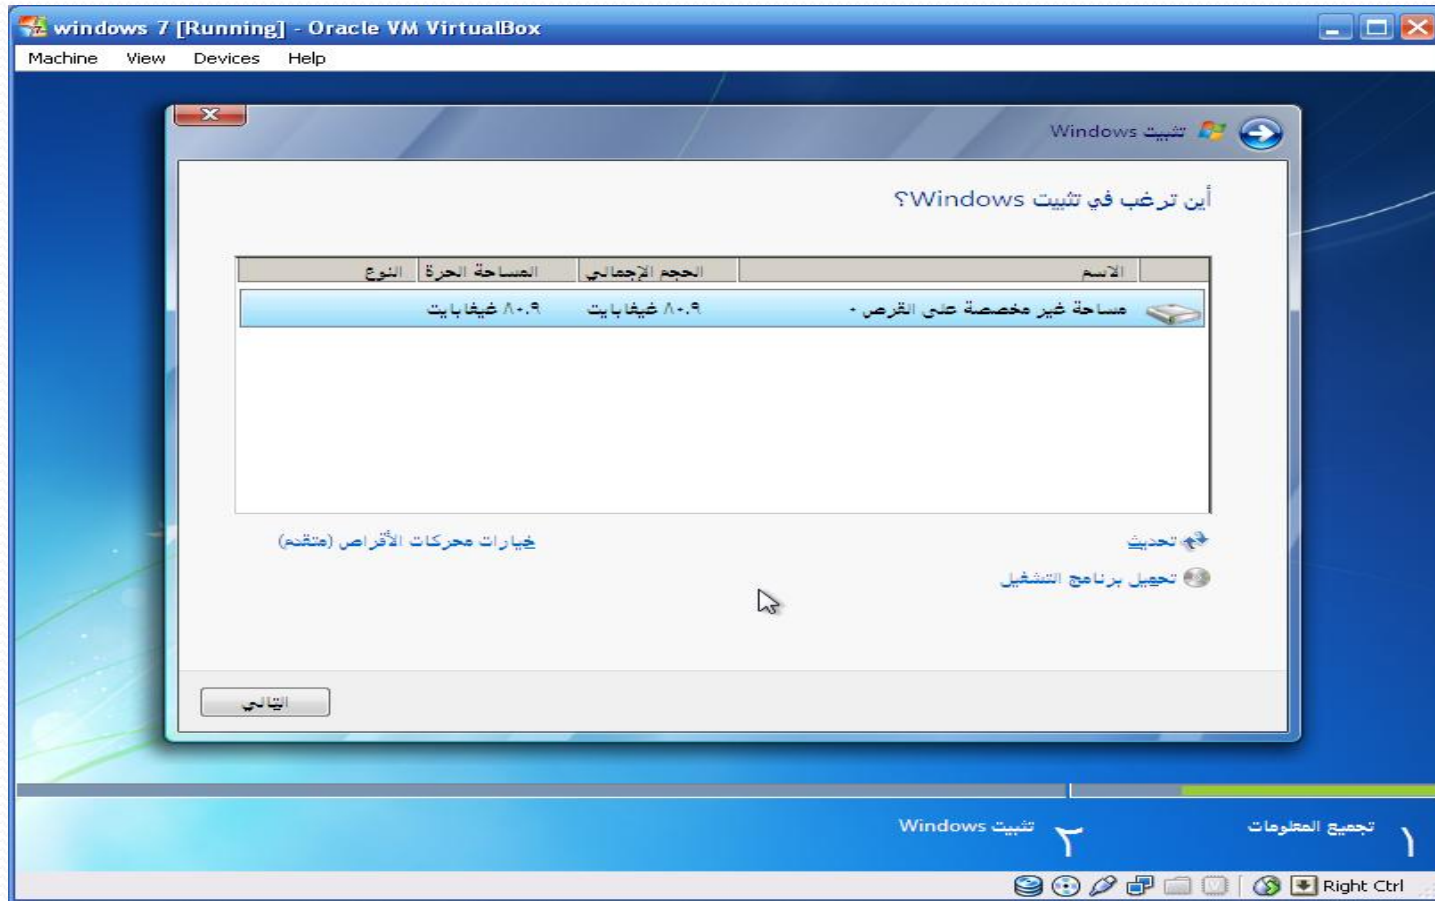 windows 7 [Running] - Oracle VM VirtualBox
Machine View Devices Help
تثبيت Windows
أين ترغب في تثبيت Windows؟
الاسم الحجم الإجمالي المساحة الحرة النوع
مساحة غير مخصصة على القرص ٠ ٨٠.٩ غيغابايت ٨٠.٩ غيغابايت
تحديث خيارات محركات الأقراص (متقدم)
تحميل برنامج التشغيل
التالي
١ تجميع المعلومات ٢ تثبيت Windows
Right Ctrl